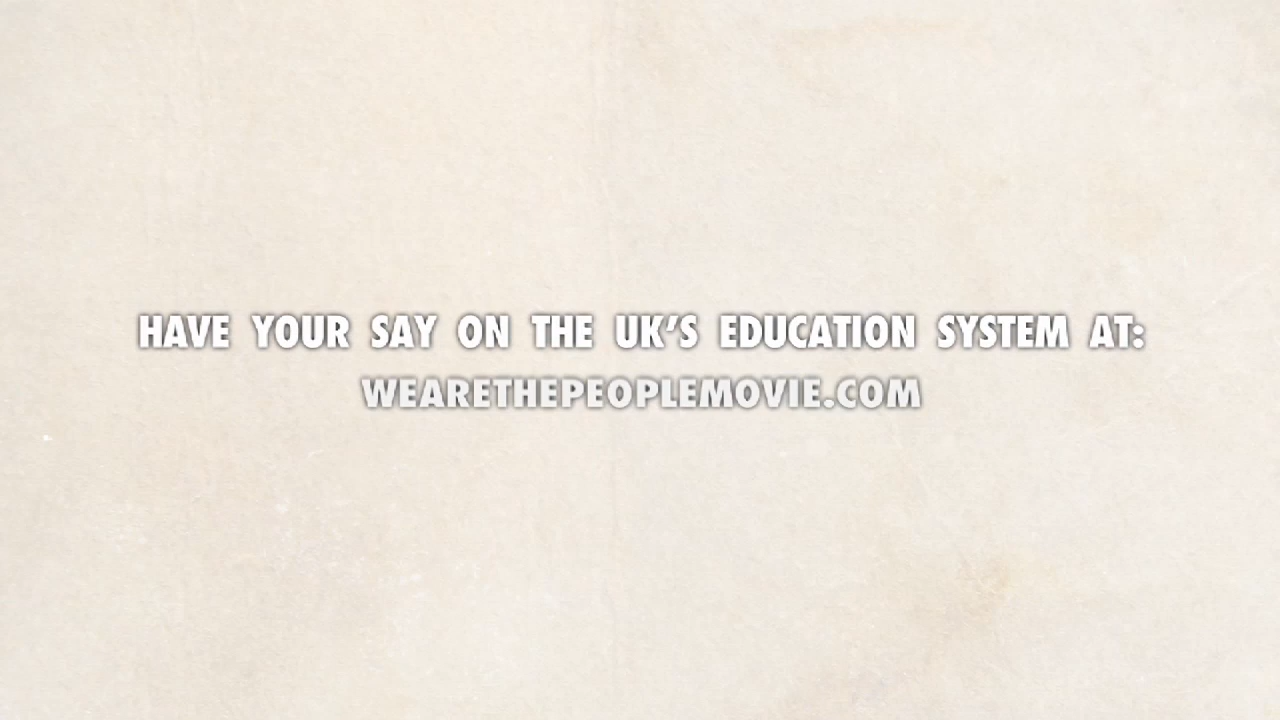 HAVE YOUR SAY ON THE UK'S EDUCATION SYSTEM AT:
WEARETHEPEOPLEMOVIE.COM